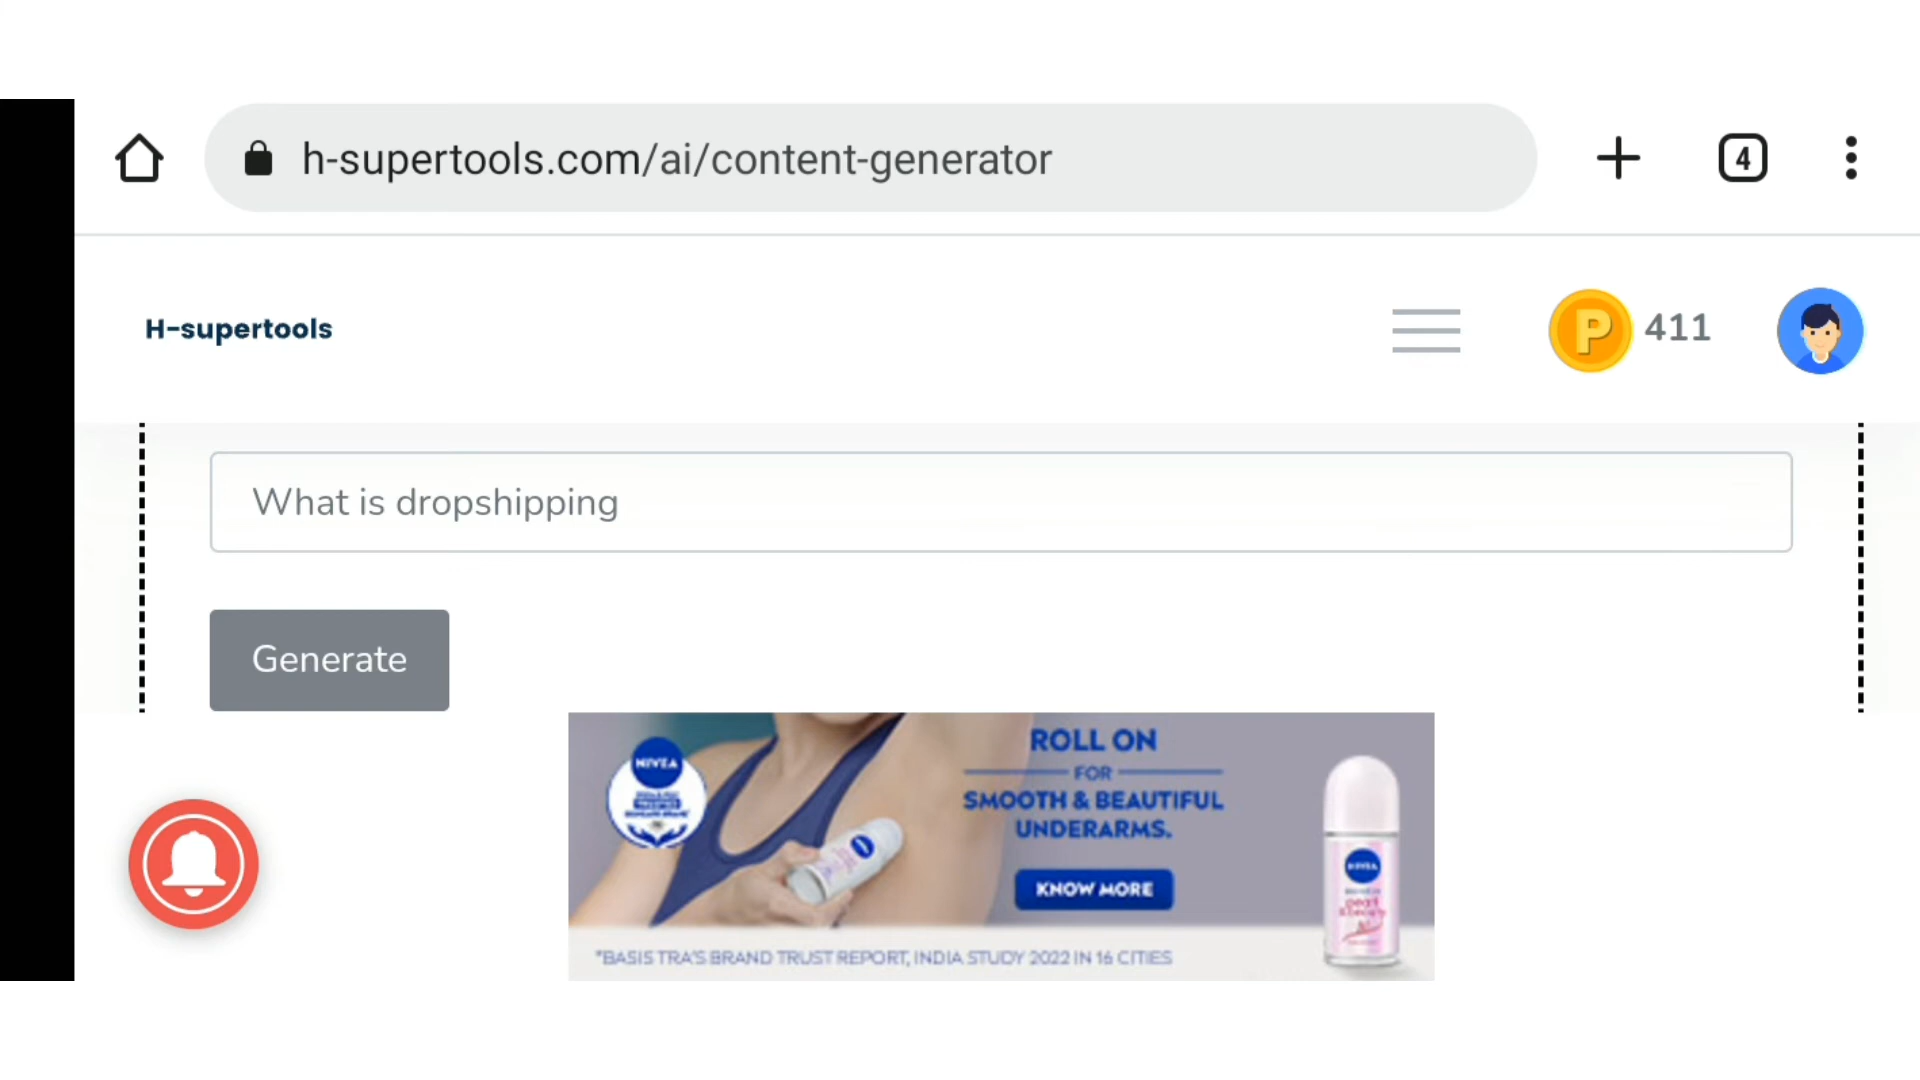 h-supertools.com/ai/content-generator
4
H-supertools
P 411
What is dropshipping
Generate
NIVEA
ROLL ON
FOR
SMOOTH & BEAUTIFUL
UNDERARMS.
KNOW MORE
NIVEA
*BASIS TRA'S BRAND TRUST REPORT, INDIA STUDY 2022 IN 16 CITIES